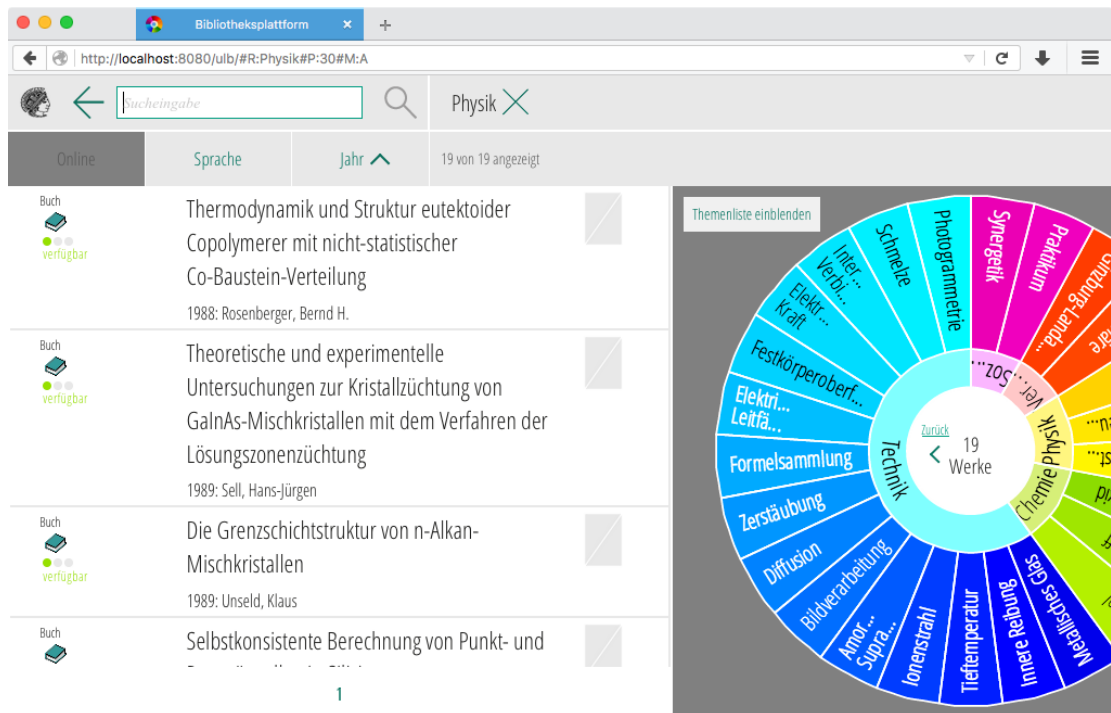 Bibliotheksplattform
http://localhost:8080/ulb/#R:Physik#P:30#M:A
Sucheingabe
Physik
Online
Sprache
Jahr
19 von 19 angezeigt
Buch
verfügbar
Thermodynamik und Struktur eutektoider
Copolymerer mit nicht-statistischer
Co-Baustein-Verteilung
1988: Rosenberger, Bernd H.
Buch
verfügbar
Theoretische und experimentelle
Untersuchungen zur Kristallzüchtung von
GaInAs-Mischkristallen mit dem Verfahren der
Lösungszonenzüchtung
1989: Sell, Hans-Jürgen
Buch
verfügbar
Die Grenzschichtstruktur von n-Alkan-
Mischkristallen
1989: Unseld, Klaus
Buch
Selbstkonsistente Berechnung von Punkt- und
1
Themenliste einblenden
Synergetik
Praktikum
Ginzburg-Landa...
Photogrammetrie
Schmelze
Inter...
Verbi...
Elektr...
Kraft
Festkörperoberf...
Elektri...
Leitfä...
Formelsammlung
Zerstäubung
Diffusion
Bildverarbeitung
Amor...
Supra...
Ionenstrahl
Tieftemperatur
Innere Reibung
Metallisches Glas
Soz...
Ver...
Physik
Chemie
Technik
Zurück
19
Werke